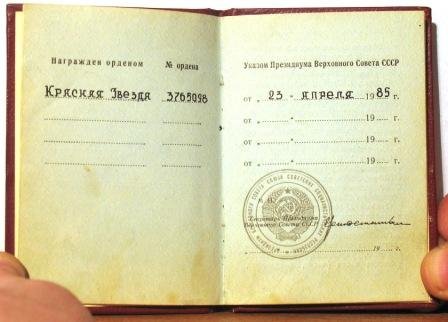 Награжден орденом № ордена
Красная Звезда 3765098
Указом Президиума Верховного Совета СССР
от „ 23 “ апреля 1985 г.
от „ “ 19 г.
от „ “ 19 г.
от „ “ 19 г.
Секретарь Президиума
Верховного Совета СССР
19 г.